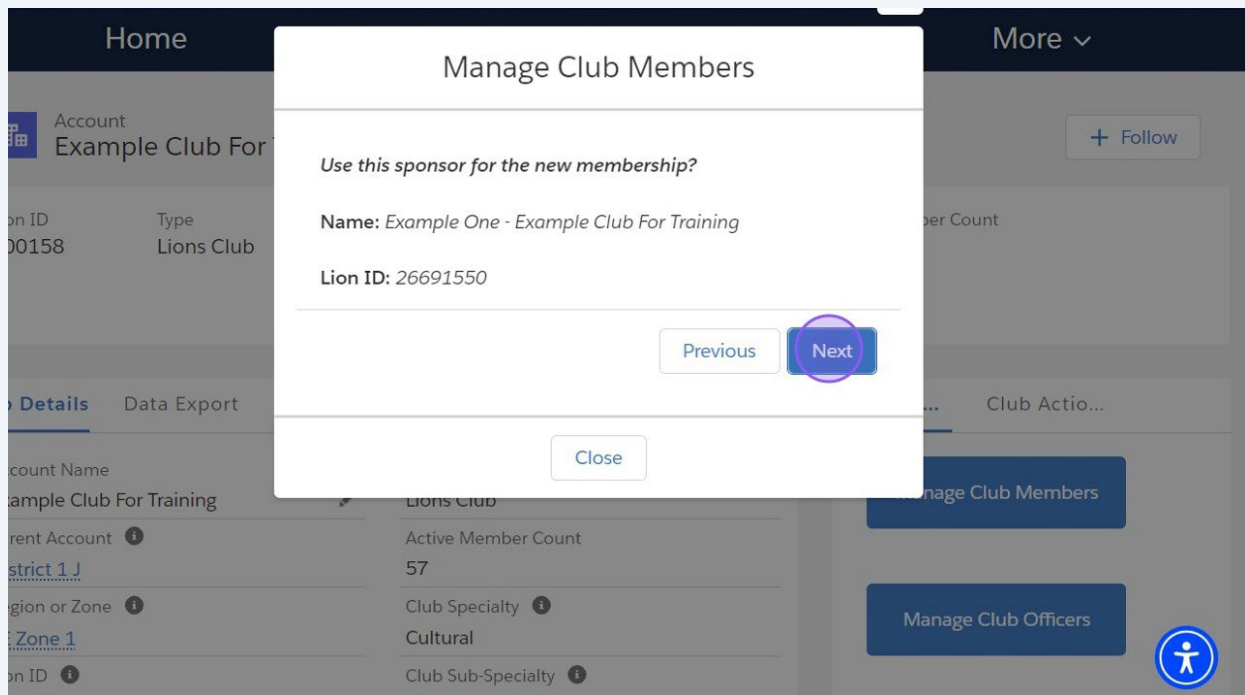 Home
More
Manage Club Members
Account
Example Club For
+ Follow
Use this sponsor for the new membership?
Name: Example One - Example Club For Training
Lion ID: 26691550
on ID
Type
00158
Lions Club
ber Count
Previous
Next
Details
Data Export
Club Actio...
Close
count Name
ample Club For Training
Lions Club
Manage Club Members
rent Account
strict 1 J
Active Member Count
57
egion or Zone
Zone 1
Club Specialty
Cultural
Manage Club Officers
on ID
Club Sub-Specialty